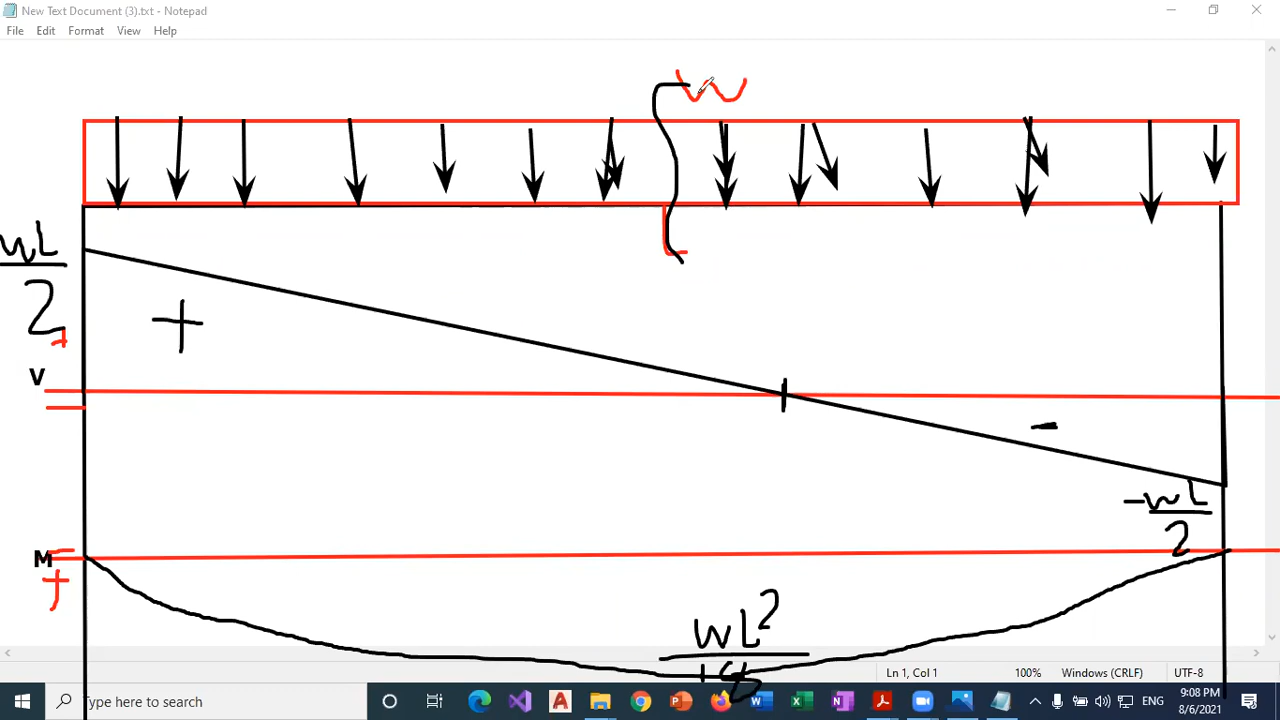 New Text Document (3).txt - Notepad
File Edit Format View Help
W
L
wL
2
+
+
V
-
-wL
2
M
+
wL²
+8
Ln 1, Col 1 100% Windows (CRLF) UTF-8
Type here to search
ENG
9:08 PM
8/6/2021